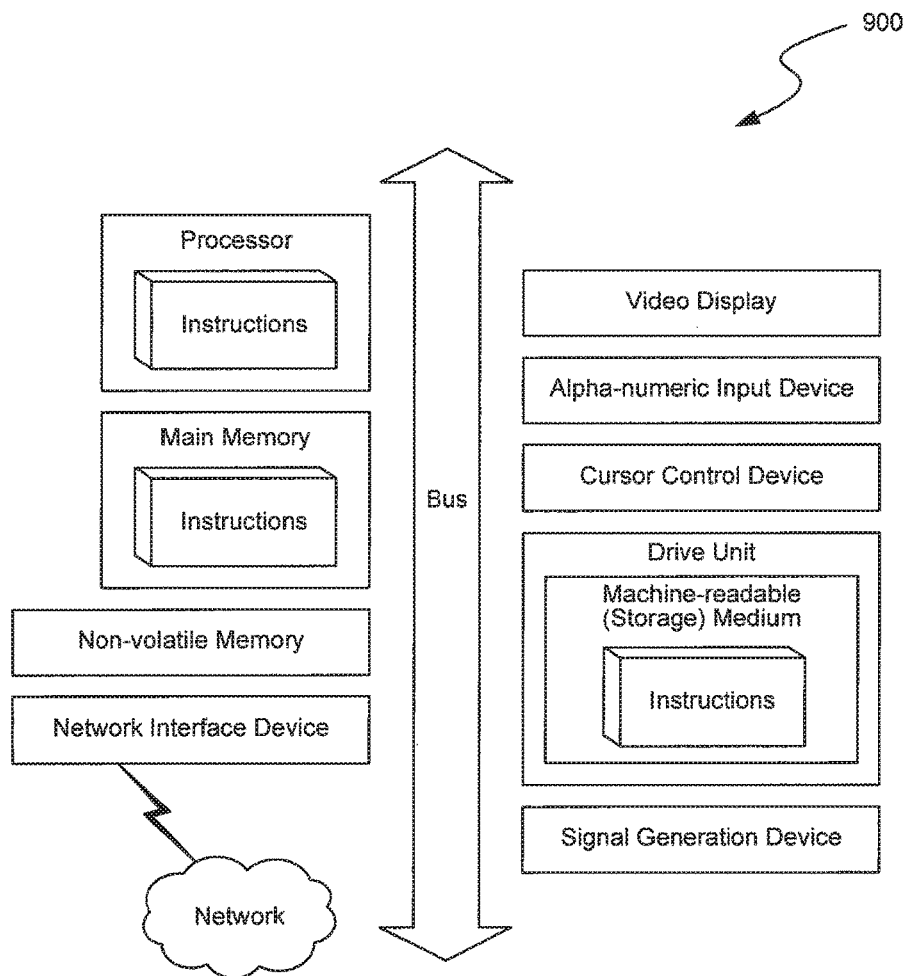 900
Processor
Instructions
Main Memory
Instructions
Non-volatile Memory
Network Interface Device
Network
Bus
Video Display
Alpha-numeric Input Device
Cursor Control Device
Drive Unit
Machine-readable
(Storage) Medium
Instructions
Signal Generation Device